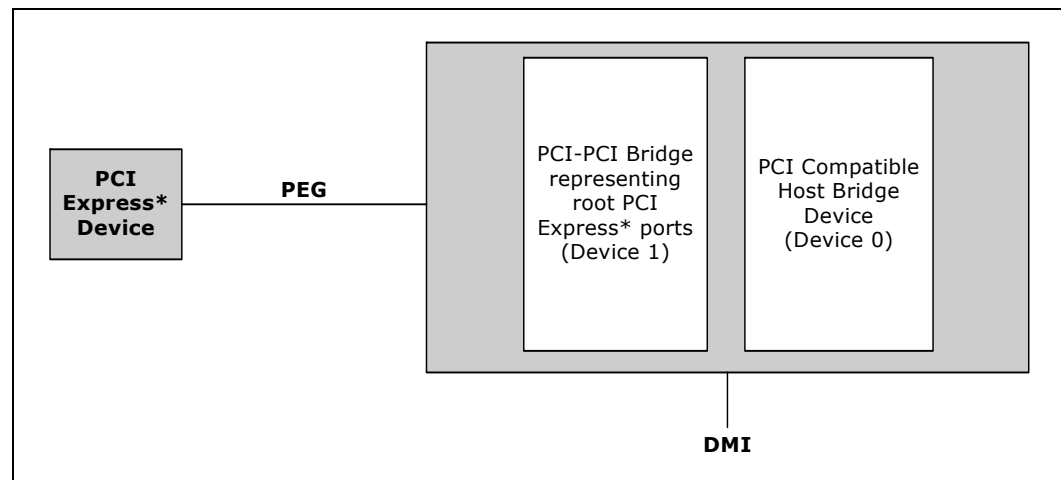 PCI
Express*
Device
PEG
PCI-PCI Bridge
representing
root PCI
Express* ports
(Device 1)
PCI Compatible
Host Bridge
Device
(Device 0)
DMI